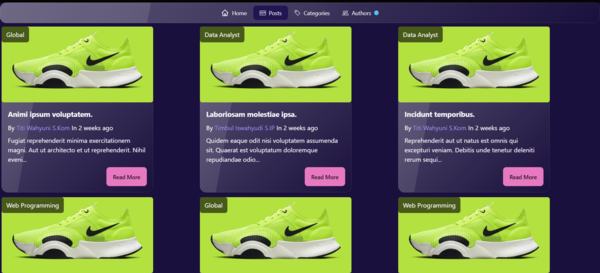 Home Posts Categories Authors
Global
Data Analyst
Data Analyst
Animi ipsum voluptatem.
By Titi Wahyuni S.Kom In 2 weeks ago
Fugiat reprehenderit minima exercitationem
magni. Aut ut architecto et ut reprehenderit. Nihil
eveni...
Read More
Laboriosam molestiae ipsa.
By Timbul Iswahyudi S.IP In 2 weeks ago
Quidem eaque odit nisi voluptatem assumenda
sit. Quaerat est voluptatum doloremque
repudiandae odio...
Read More
Incidunt temporibus.
By Titi Wahyuni S.Kom In 2 weeks ago
Reprehenderit aut ut natus est omnis qui
excepturi veniam. Debitis unde tenetur deleniti
rerum sequi...
Read More
Web Programming
Global
Web Programming